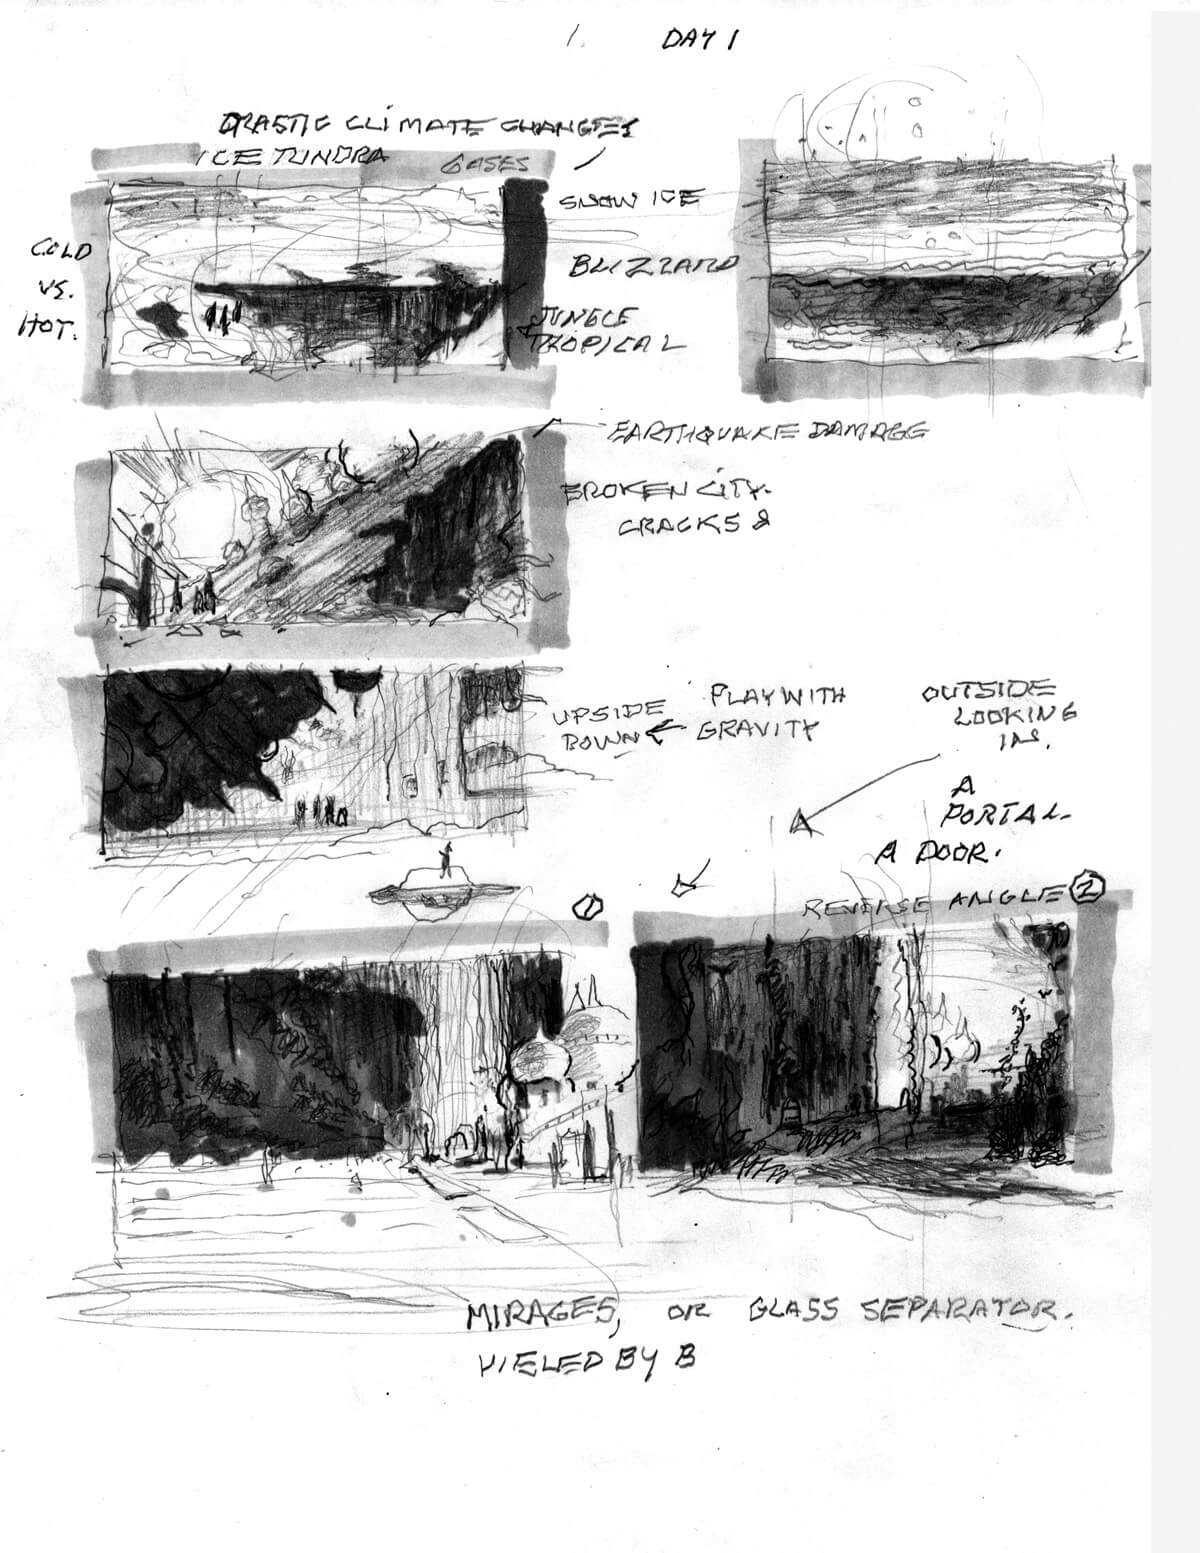 1. DAY 1
DRASTIC CLIMATE CHANGES
ICE TUNDRA
GASES
SNOW ICE
COLD
VS.
HOT.
BLIZZARD
JUNGLE
TROPICAL
EARTHQUAKE DAMAGE
BROKEN CITY.
CRACKS &
UPSIDE
DOWN
PLAY WITH
GRAVITY
OUTSIDE
LOOKING
IN.
A
PORTAL.
A DOOR.
1
REVERSE ANGLE 2
MIRAGES, OR GLASS SEPARATOR.
VIELED BY B